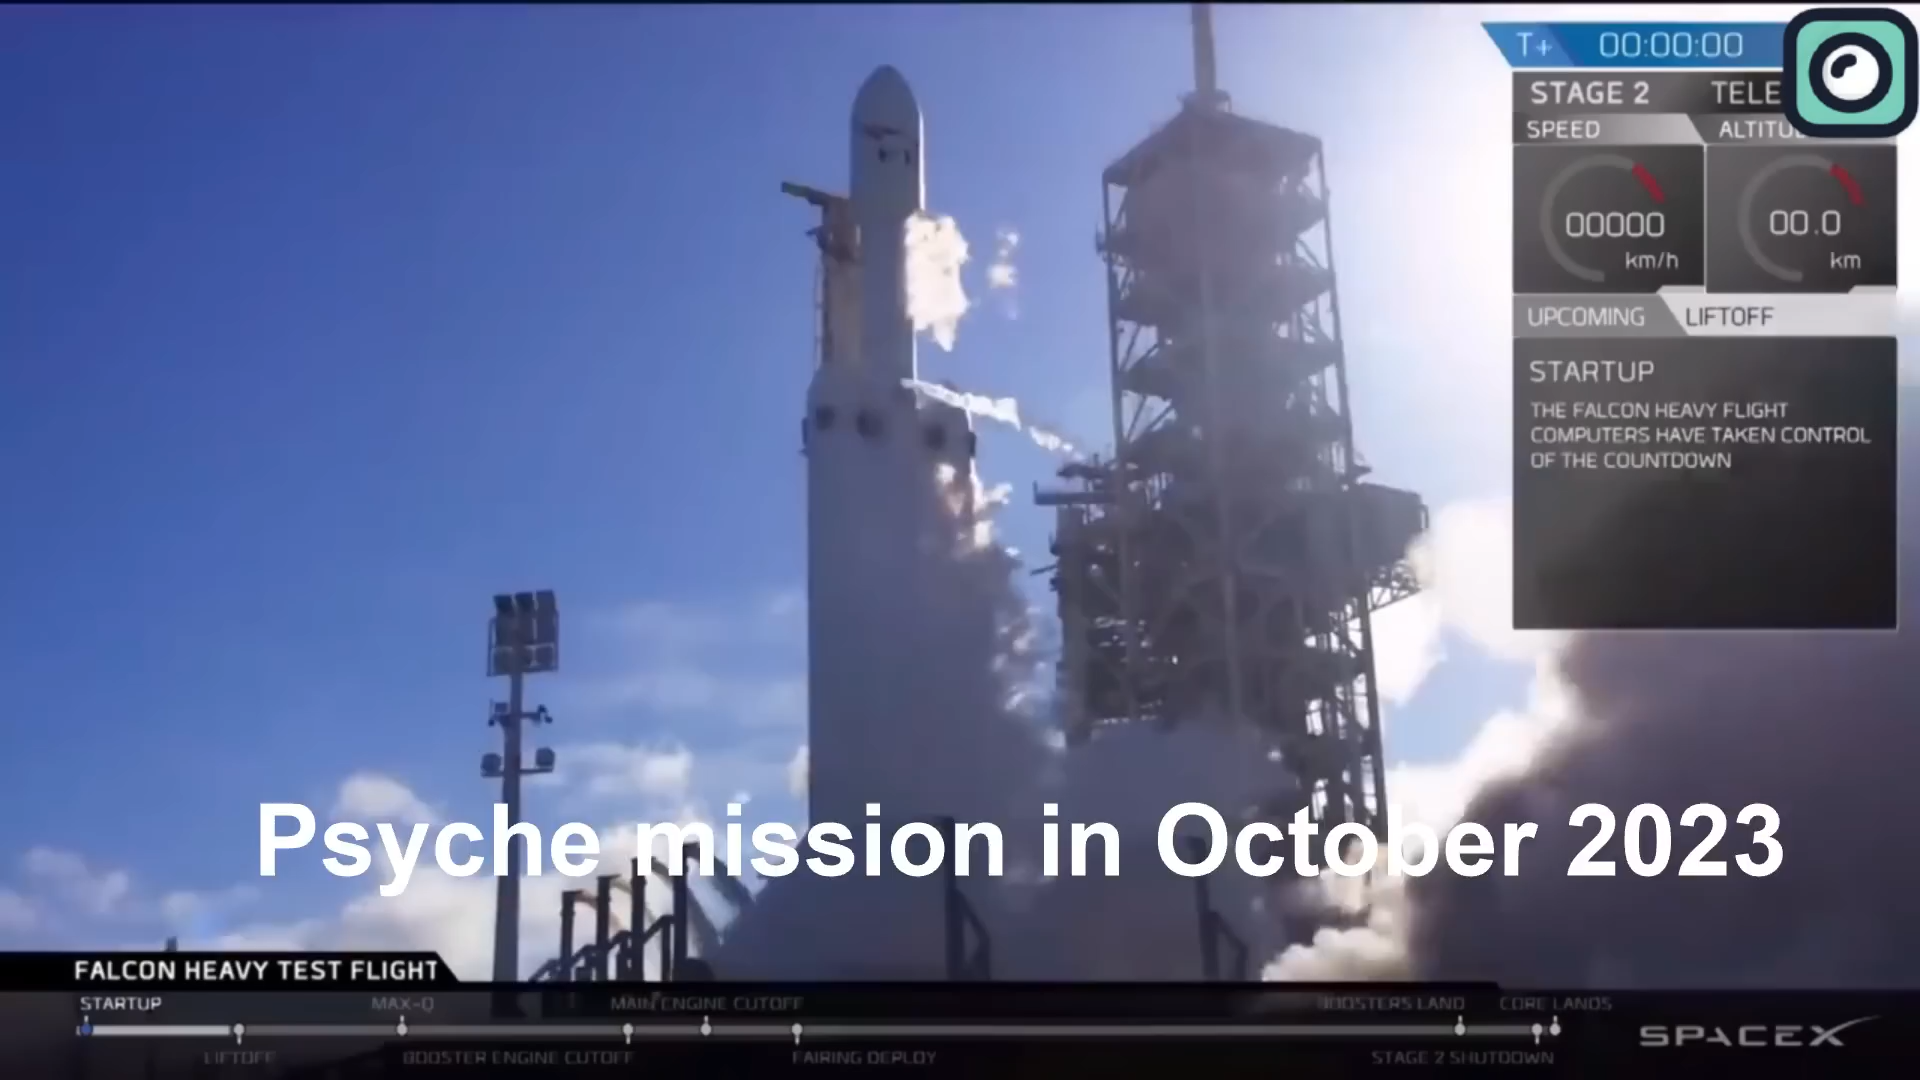 T+ 00:00:00
STAGE 2 TELE
SPEED ALTITU
00000 00.0
km/h km
UPCOMING LIFTOFF
STARTUP
THE FALCON HEAVY FLIGHT
COMPUTERS HAVE TAKEN CONTROL
OF THE COUNTDOWN
Psyche mission in October 2023
FALCON HEAVY TEST FLIGHT
STARTUP MAX-Q MAIN ENGINE CUTOFF BOOSTERS LAND CORE LANDS
SPACEX
LIFTOFF BOOSTER ENGINE CUTOFF FAIRING DEPLOY STAGE 2 SHUTDOWN